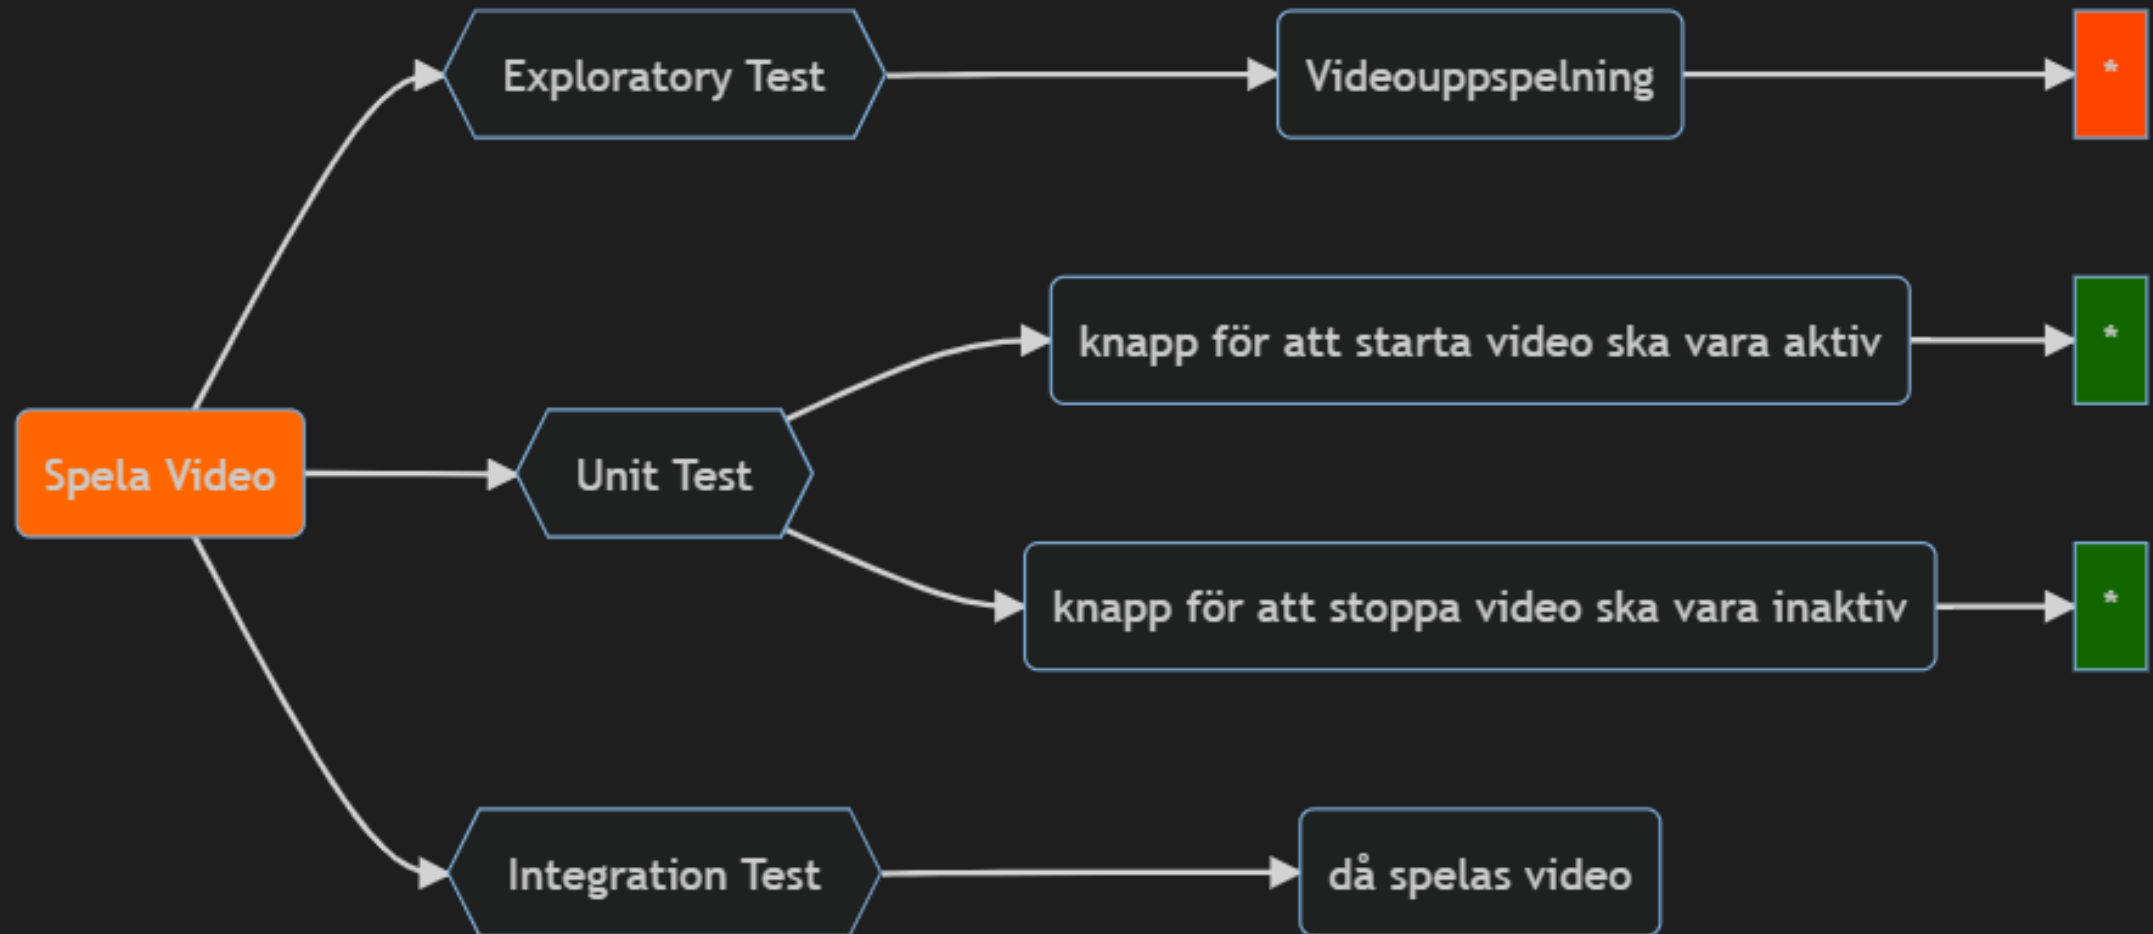 Exploratory Test
Videouppspelning
*
knapp för att starta video ska vara aktiv
*
Spela Video
Unit Test
knapp för att stoppa video ska vara inaktiv
*
Integration Test
då spelas video